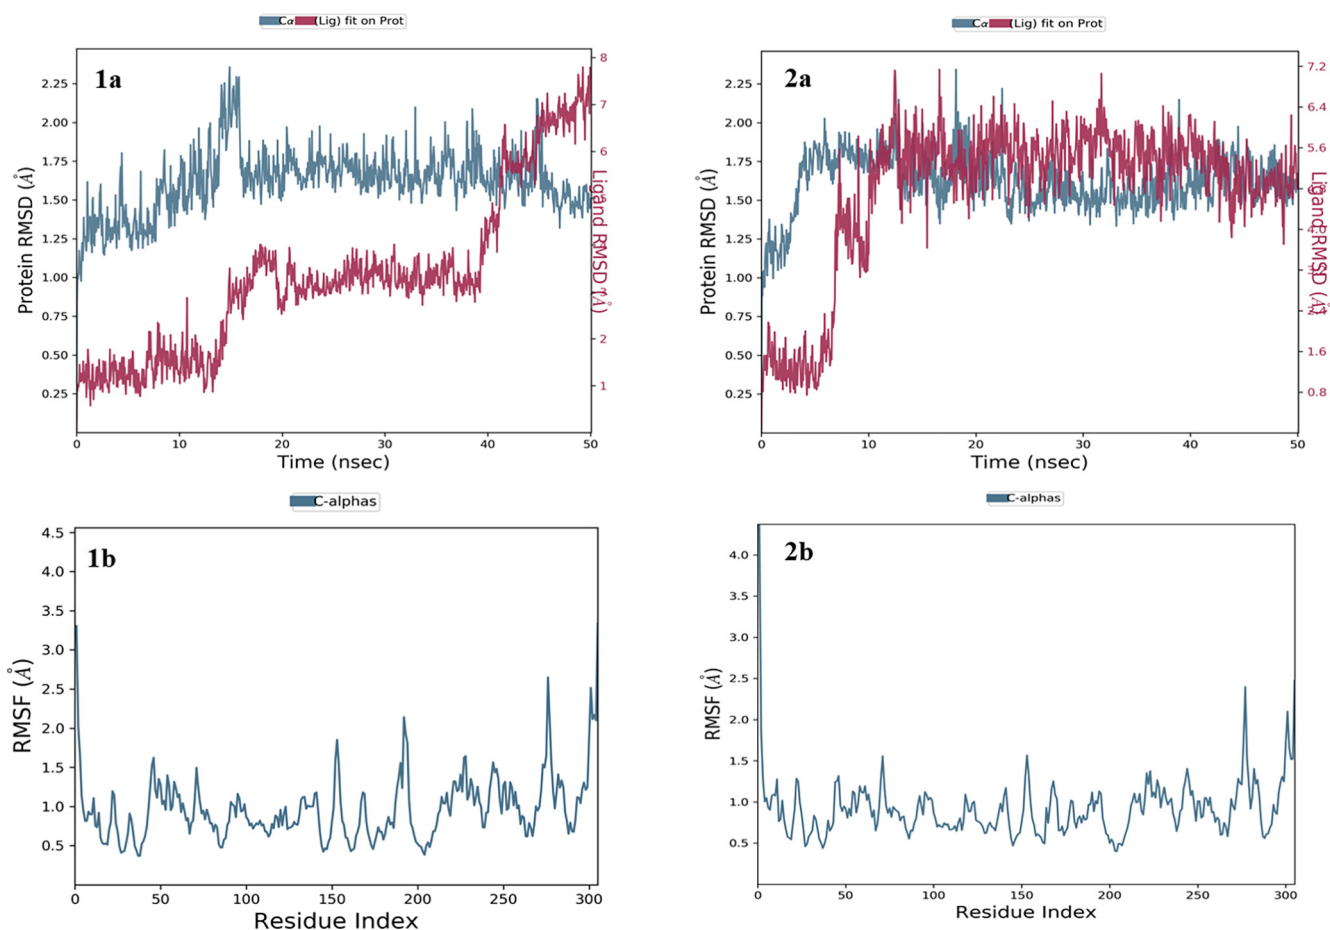 Cα (Lig) fit on Prot
1a
Protein RMSD (Å)
2.25
2.00
1.75
1.50
1.25
1.00
0.75
0.50
0.25
8
7
6
5
3
2
1
Ligand RMSD (Å)
0 10 20 30 40 50
Time (nsec)
Cα (Lig) fit on Prot
2a
Protein RMSD (Å)
2.25
2.00
1.75
1.50
1.25
1.00
0.75
0.50
0.25
7.2
6.4
5.6
4.8
2.4
1.6
0.8
Ligand RMSD (Å)
0 10 20 30 40 50
Time (nsec)
C-alphas
1b
RMSF (Å)
4.5
4.0
3.5
3.0
2.5
2.0
1.5
1.0
0.5
0 50 100 150 200 250 300
Residue Index
C-alphas
2b
RMSF (Å)
4.0
3.5
3.0
2.5
2.0
1.5
1.0
0.5
0 50 100 150 200 250 300
Residue Index